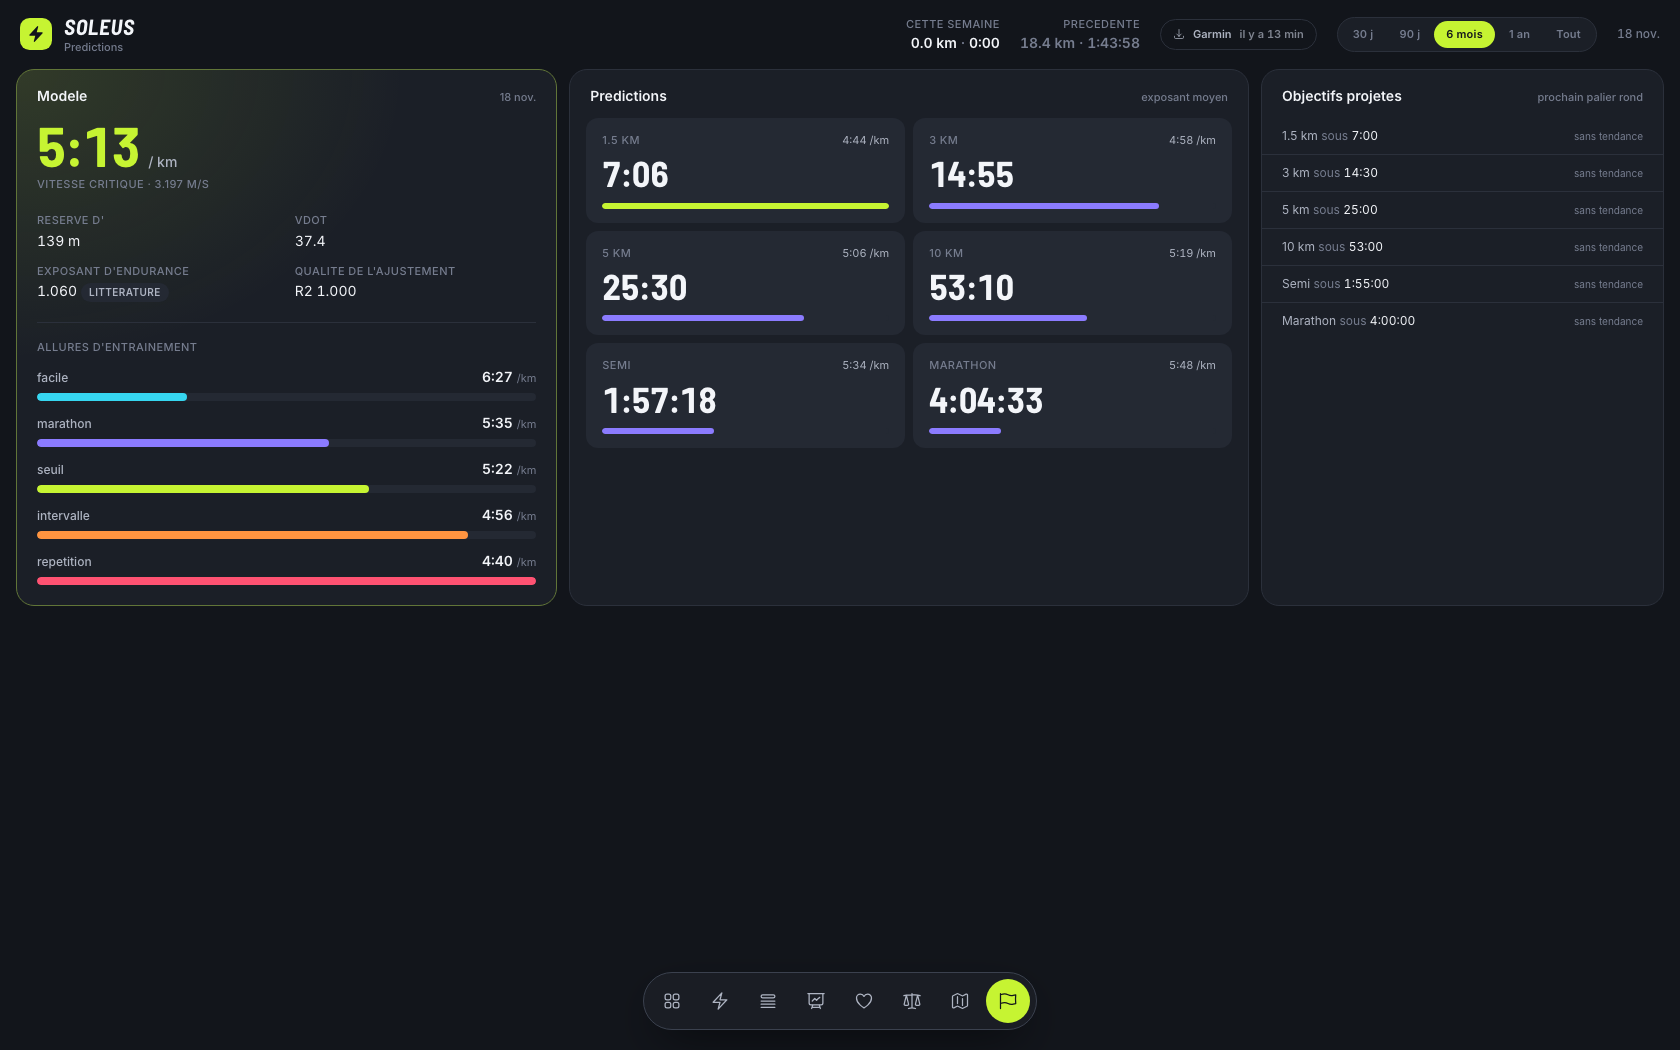 SOLEUS
Predictions
CETTE SEMAINE
0.0 km · 0:00
PRECEDENTE
18.4 km · 1:43:58
Garmin il y a 13 min
30 j 90 j 6 mois 1 an Tout
18 nov.
Modele 18 nov.
5:13 / km
VITESSE CRITIQUE · 3.197 M/S
RESERVE D' VDOT
139 m 37.4
EXPOSANT D'ENDURANCE QUALITE DE L'AJUSTEMENT
1.060 LITTERATURE R2 1.000
ALLURES D'ENTRAINEMENT
facile 6:27 /km
marathon 5:35 /km
seuil 5:22 /km
intervalle 4:56 /km
repetition 4:40 /km
Predictions exposant moyen
1.5 KM 4:44 /km
7:06
3 KM 4:58 /km
14:55
5 KM 5:06 /km
25:30
10 KM 5:19 /km
53:10
SEMI 5:34 /km
1:57:18
MARATHON 5:48 /km
4:04:33
Objectifs projetes prochain palier rond
1.5 km sous 7:00 sans tendance
3 km sous 14:30 sans tendance
5 km sous 25:00 sans tendance
10 km sous 53:00 sans tendance
Semi sous 1:55:00 sans tendance
Marathon sous 4:00:00 sans tendance